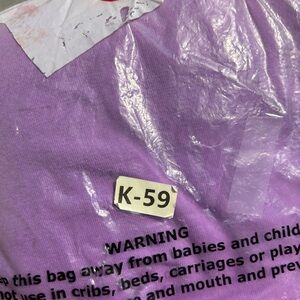 K-59
WARNING
this bag away from babies and child
use in cribs, beds, carriages or play
and mouth and prev